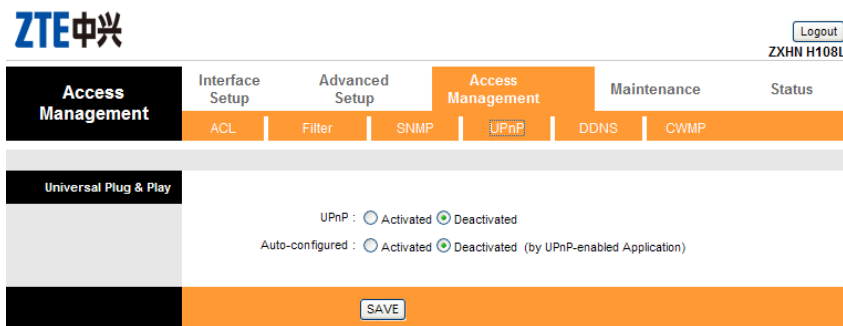 ZTE中兴
Logout
ZXHN H108L
Access Management
Interface Setup
Advanced Setup
Access Management
Maintenance
Status
ACL
Filter
SNMP
UPnP
DDNS
CWMP
Universal Plug & Play
UPnP : Activated Deactivated
Auto-configured : Activated Deactivated (by UPnP-enabled Application)
SAVE